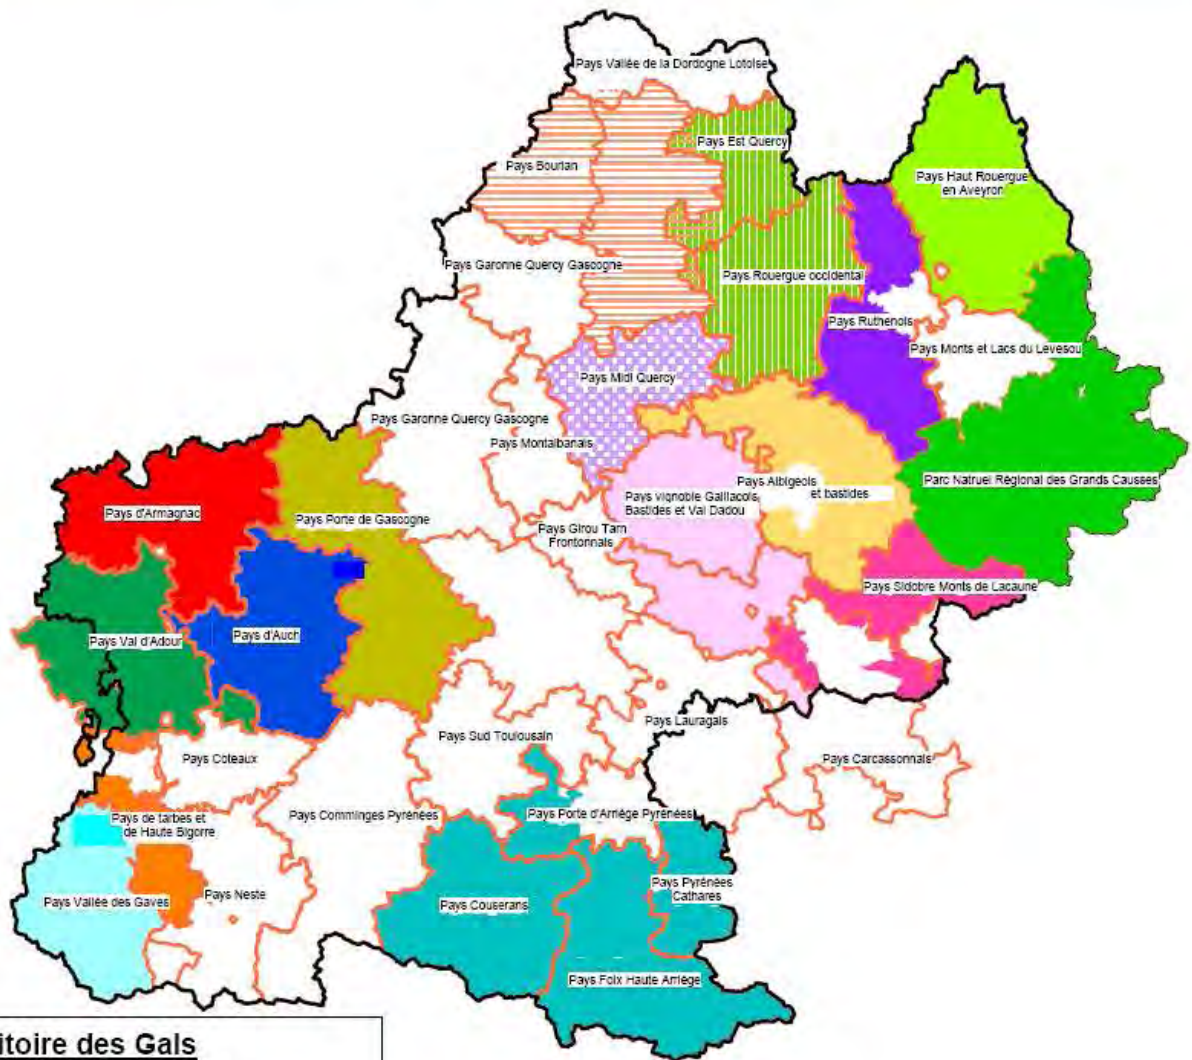 Pays Vallée de la Dordogne Lotoise
Pays Est Quercy
Pays Bourian
Pays Haut Rouergue
en Aveyron
Pays Garonne Quercy Gascogne
Pays Rouergue occidental
Pays Ruthénois
Pays Monts et Lacs du Levesou
Pays Midi Quercy
Pays Garonne Quercy Gascogne
Pays Montalbanais
Parc Natruel Régional des Grands Causses
Pays Albigeois
et bastides
Pays vignoble Gaillacois
Bastides et Val Dadou
Pays d'Armagnac
Pays Porte de Gascogne
Pays Girou Tarn
Frontonnais
Pays Sidobre Monts de Lacaune
Pays Val d'Adour
Pays d'Auch
Pays Lauragais
Pays Sud Toulousain
Pays Coteaux
Pays Carcassonnais
Pays Comminges Pyrénées
Pays Porte d'Arriège Pyrénées
Pays de tarbes et
de Haute Bigorre
Pays Pyrénées
Cathares
Pays Neste
Pays Vallée des Gaves
Pays Couserans
Pays Foix Haute Arriège
itoire des Gals